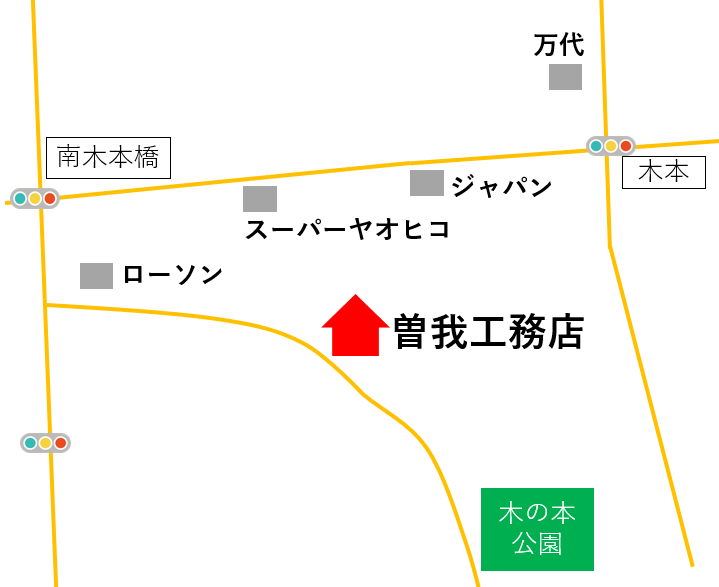 万代
南木本橋
木本
ジャパン
スーパーヤオヒコ
ローソン
曽我工務店
木の本
公園